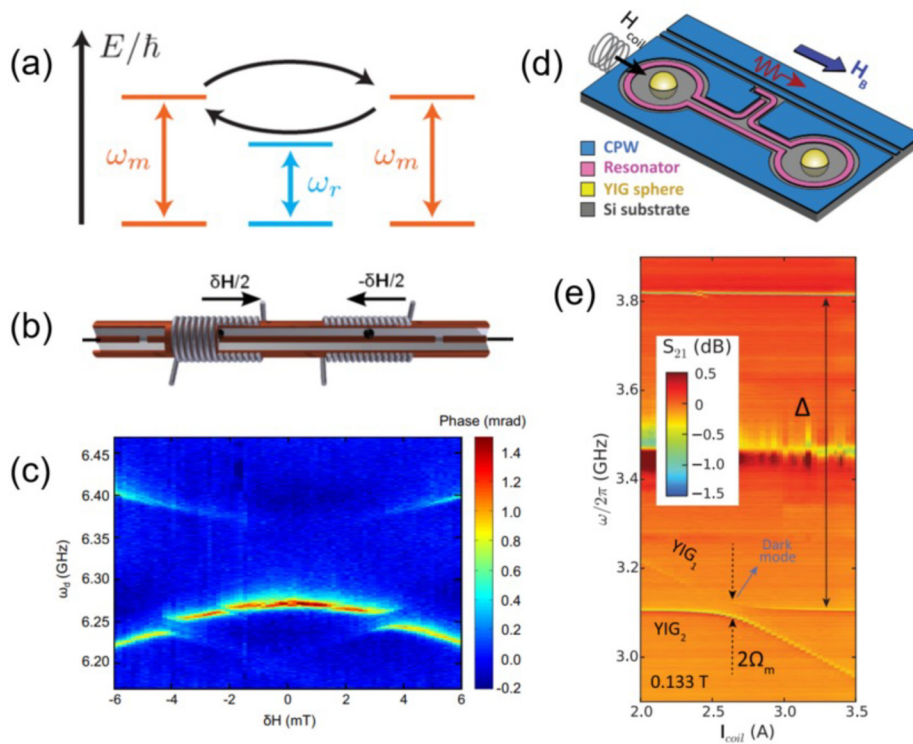 (a)
E/ħ
ω_m
ω_r
ω_m
(b)
δH/2
-δH/2
(c)
Phase (mrad)
1.4
1.2
1.0
0.8
0.6
0.4
0.2
0.0
-0.2
ω_d (GHz)
6.45
6.40
6.30
6.25
6.20
-6 -4 -2 0 2 4 6
δH (mT)
(d)
H_coil
H_B
CPW
Resonator
YIG sphere
Si substrate
(e)
S_21 (dB)
0.5
0
−0.5
−1.0
−1.5
ω/2π (GHz)
3.8
3.6
3.4
3.2
3.0
Δ
YIG_1
Dark
mode
YIG_2
2Ω_m
0.133 T
2.0 2.5 3.0 3.5
I_coil (A)